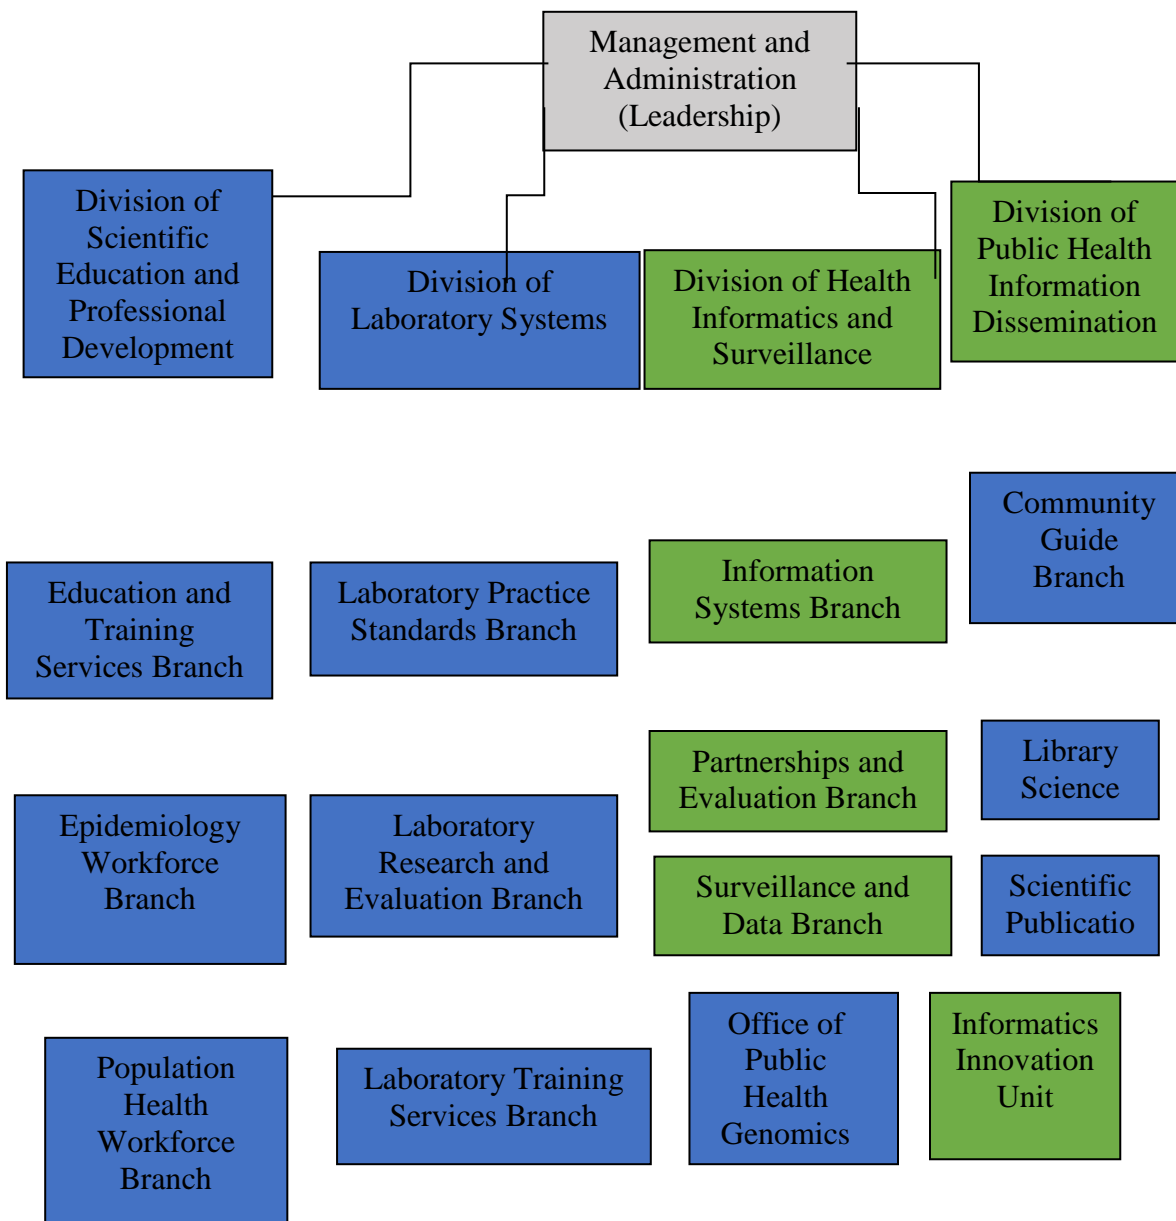 Management and
Administration
(Leadership)
Division of
Scientific
Education and
Professional
Development
Division of
Laboratory Systems
Division of Health
Informatics and
Surveillance
Division of
Public Health
Information
Dissemination
Education and
Training
Services Branch
Laboratory Practice
Standards Branch
Information
Systems Branch
Community
Guide
Branch
Epidemiology
Workforce
Branch
Laboratory
Research and
Evaluation Branch
Partnerships and
Evaluation Branch
Library
Science
Surveillance and
Data Branch
Scientific
Publicatio
Population
Health
Workforce
Branch
Laboratory Training
Services Branch
Office of
Public
Health
Genomics
Informatics
Innovation
Unit